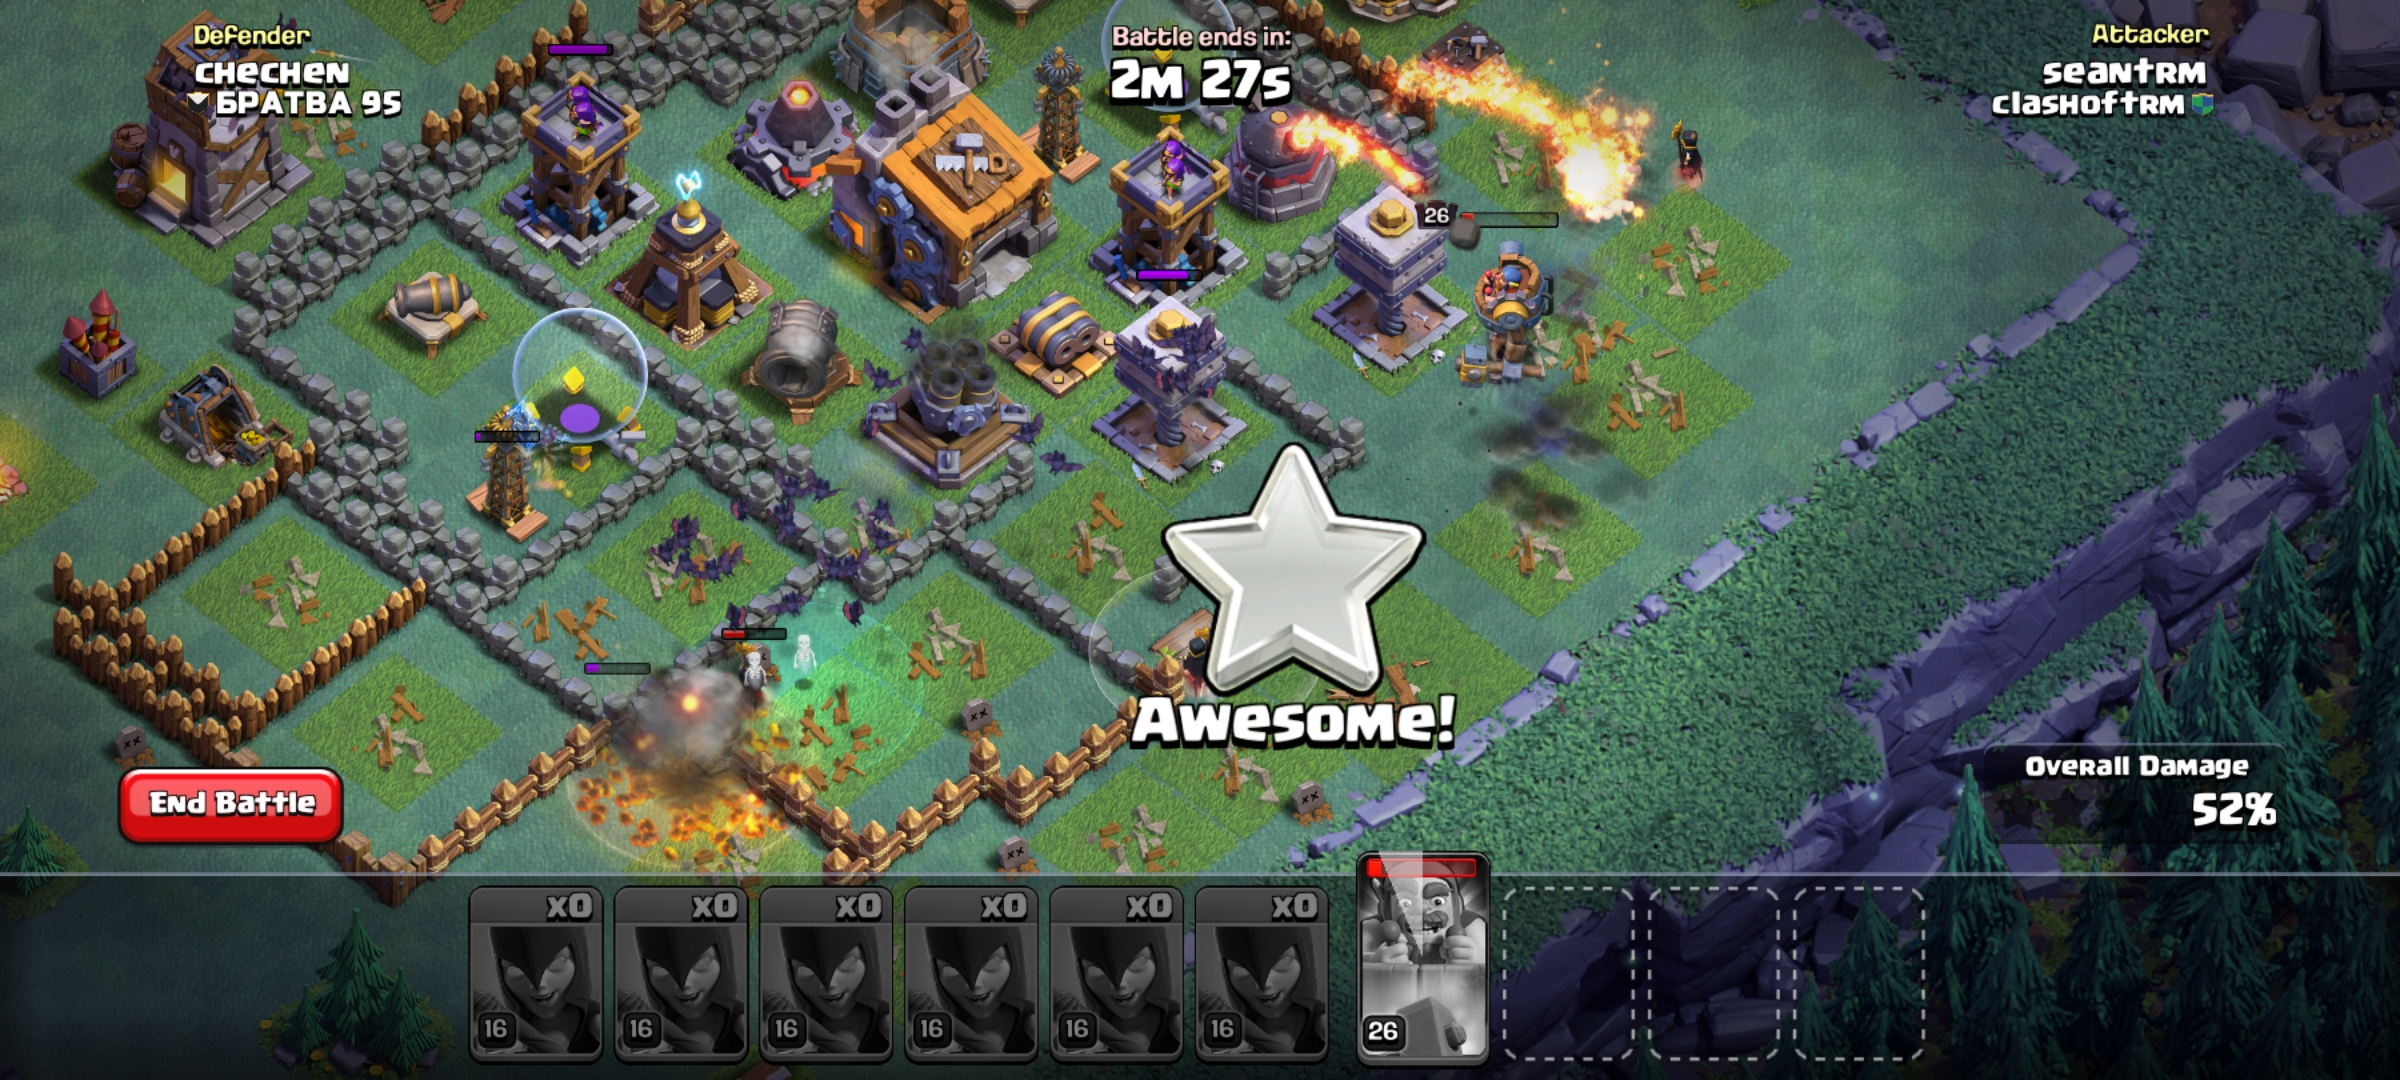 Defender
chechen
БРАТВА 95
Battle ends in:
2M 27s
Attacker
seantRM
clashoftRM
26
Awesome!
End Battle
Overall Damage
52%
x0
x0
x0
x0
x0
x0
16
16
16
16
16
16
26